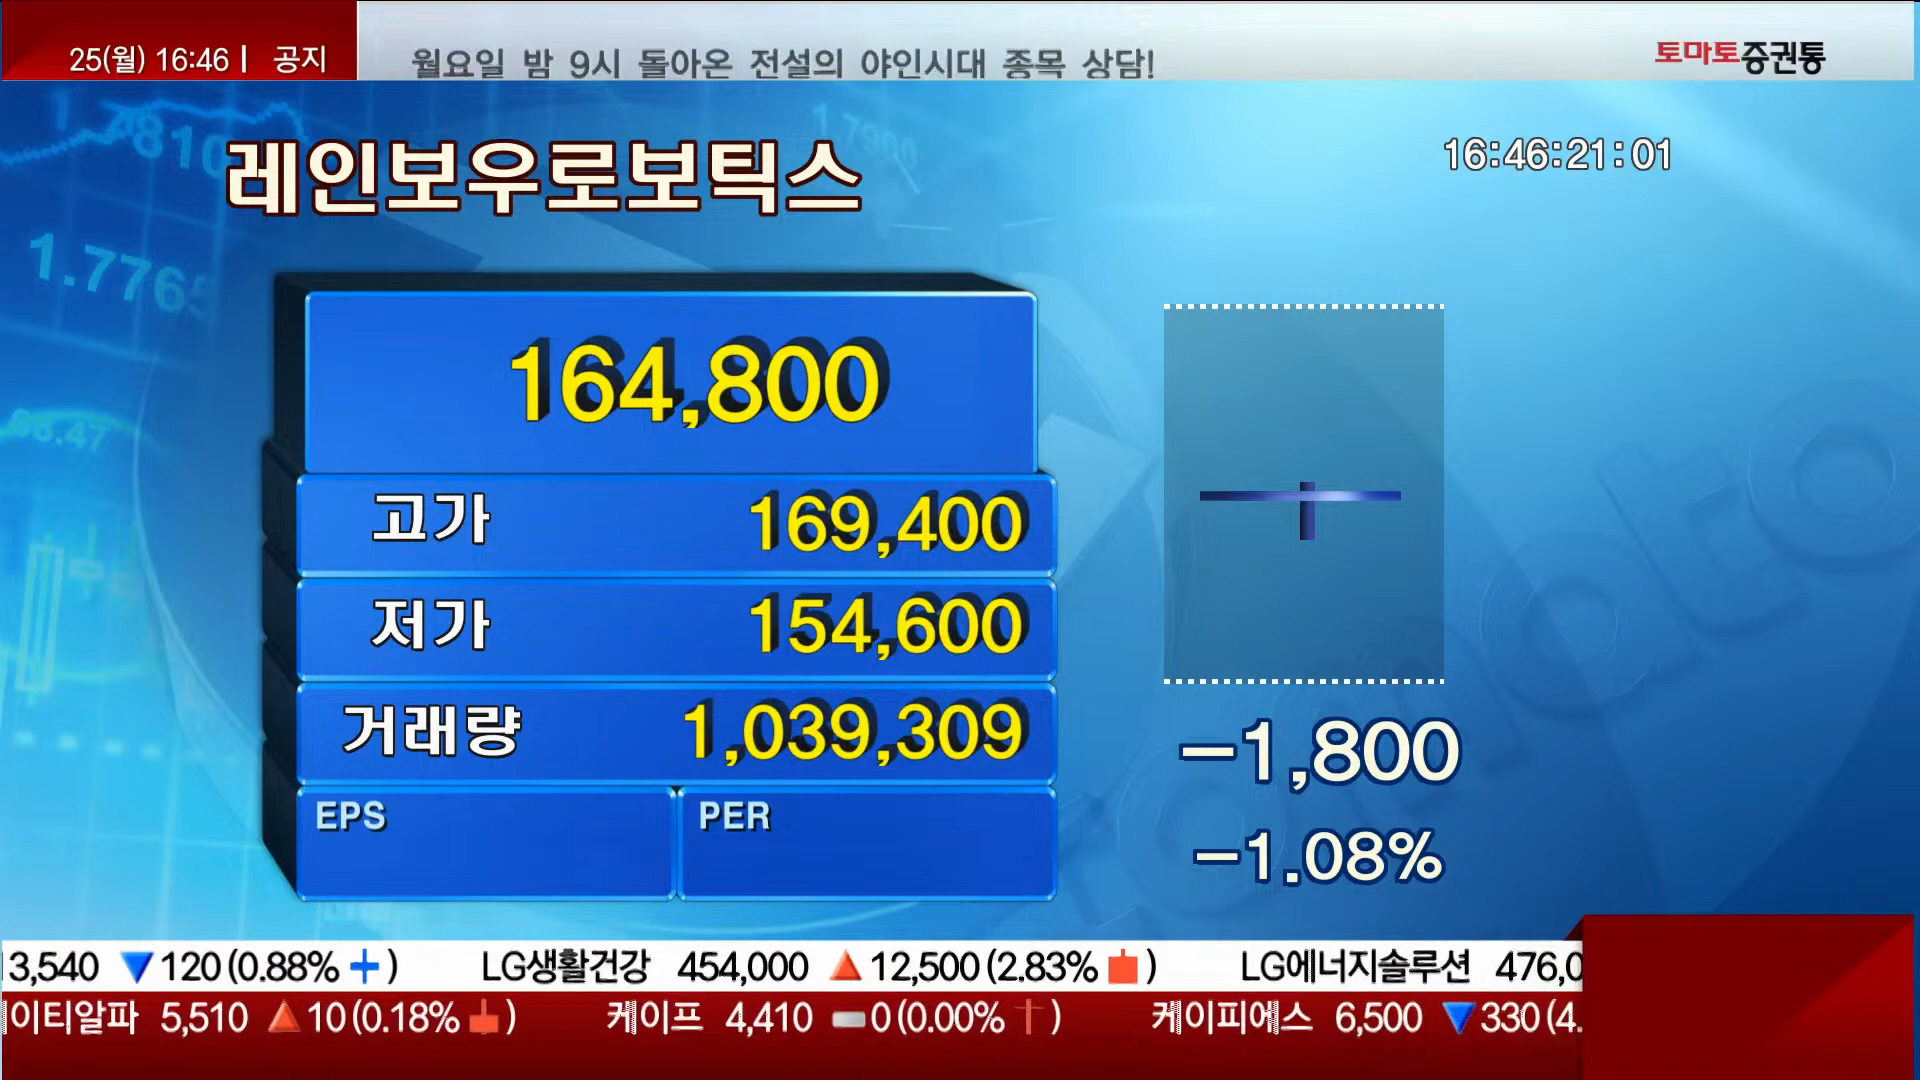 25(월) 16:46 | 공지
월요일 밤 9시 돌아온 전설의 야인시대 종목 상담!
토마토증권통
레인보우로보틱스
16:46:21:01
164,800
고가 169,400
저가 154,600
거래량 1,039,309
EPS PER
-1,800
-1.08%
3,540 ▼120(0.88% +) LG생활건강 454,000 ▲12,500(2.83% ) LG에너지솔루션 476,0
이티알파 5,510 ▲10(0.18% ) 케이프 4,410 0(0.00% ) 케이피에스 6,500 ▼330(4.
1.7765